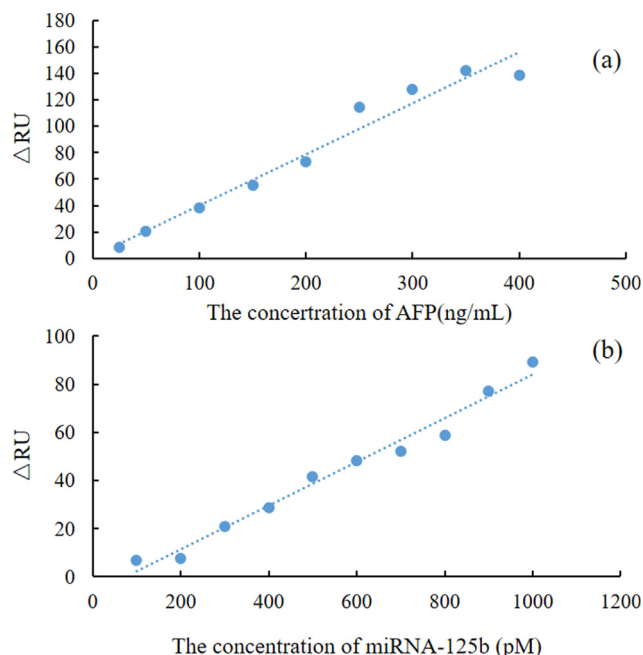 (a)
△RU
180
160
140
120
100
80
60
40
20
0
0 100 200 300 400 500
The concertration of AFP(ng/mL)
(b)
△RU
100
80
60
40
20
0
0 200 400 600 800 1000 1200
The concentration of miRNA-125b (pM)